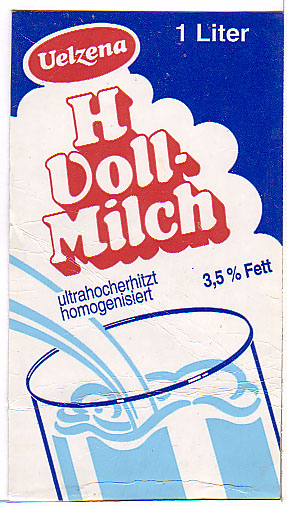 Uelzena
1 Liter
H
Voll-
Milch
ultrahocherhitzt
homogenisiert
3,5 % Fett